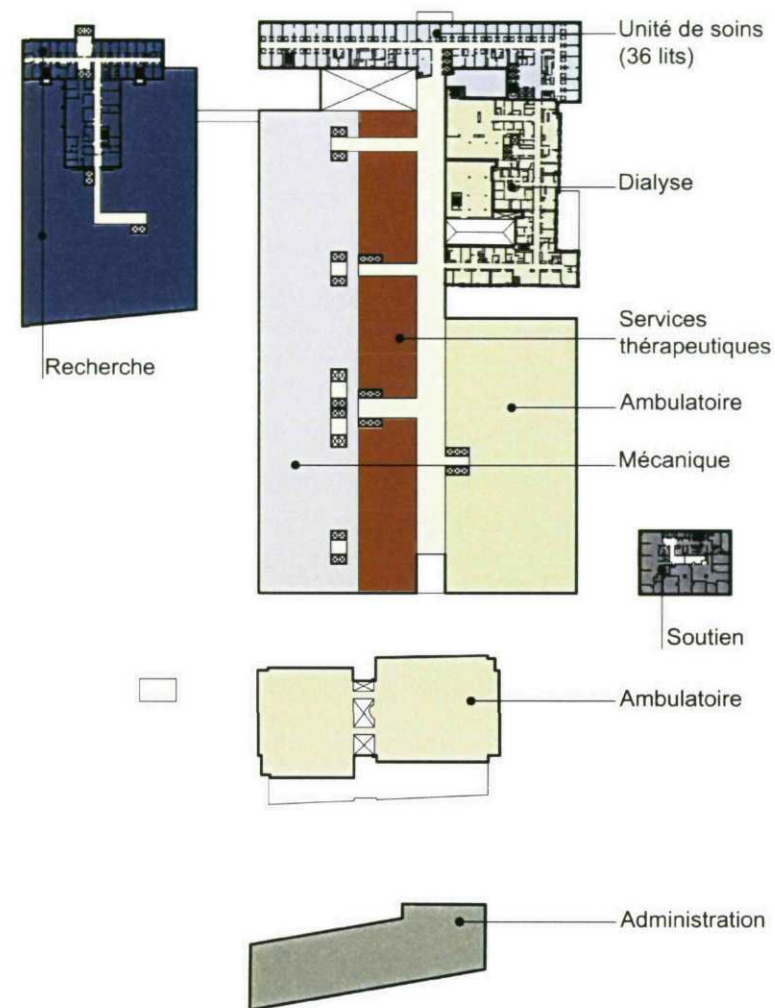 Unité de soins
(36 lits)
Dialyse
Services
thérapeutiques
Recherche
Ambulatoire
Mécanique
Soutien
Ambulatoire
Administration